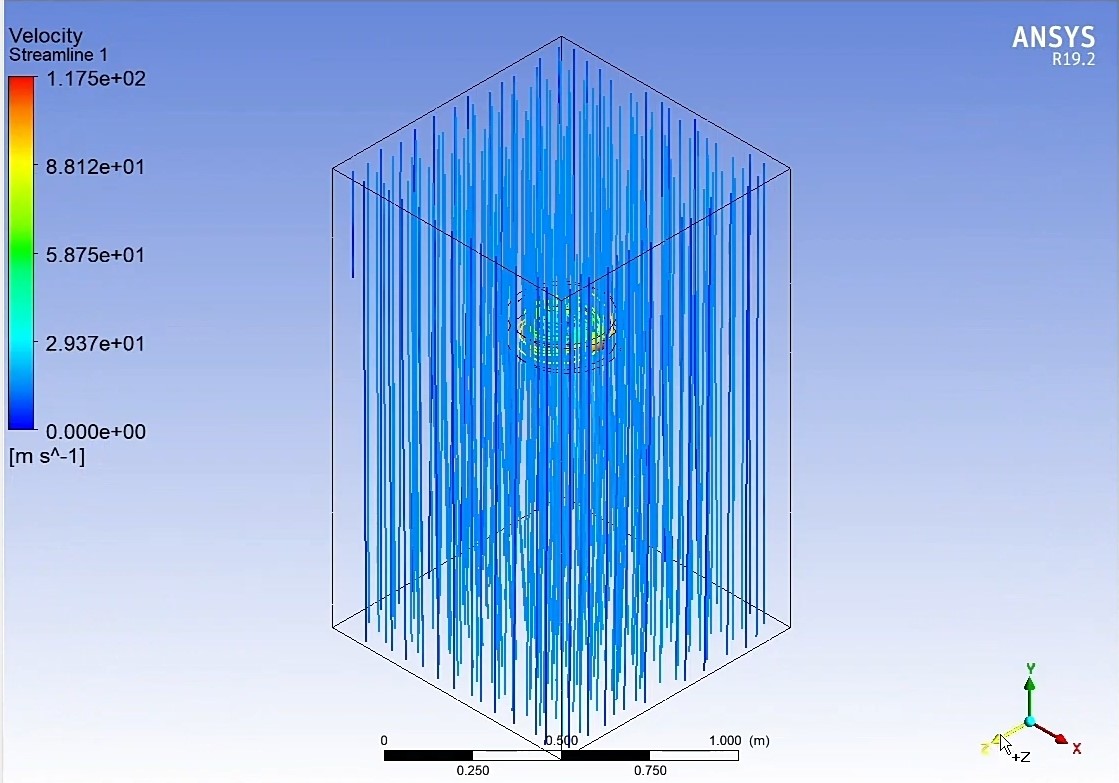 Velocity
Streamline 1
1.175e+02
8.812e+01
5.875e+01
2.937e+01
0.000e+00
[m s^-1]
ANSYS
R19.2
0 0.500 1.000 (m)
0.250 0.750
Y
Z
X
+Z